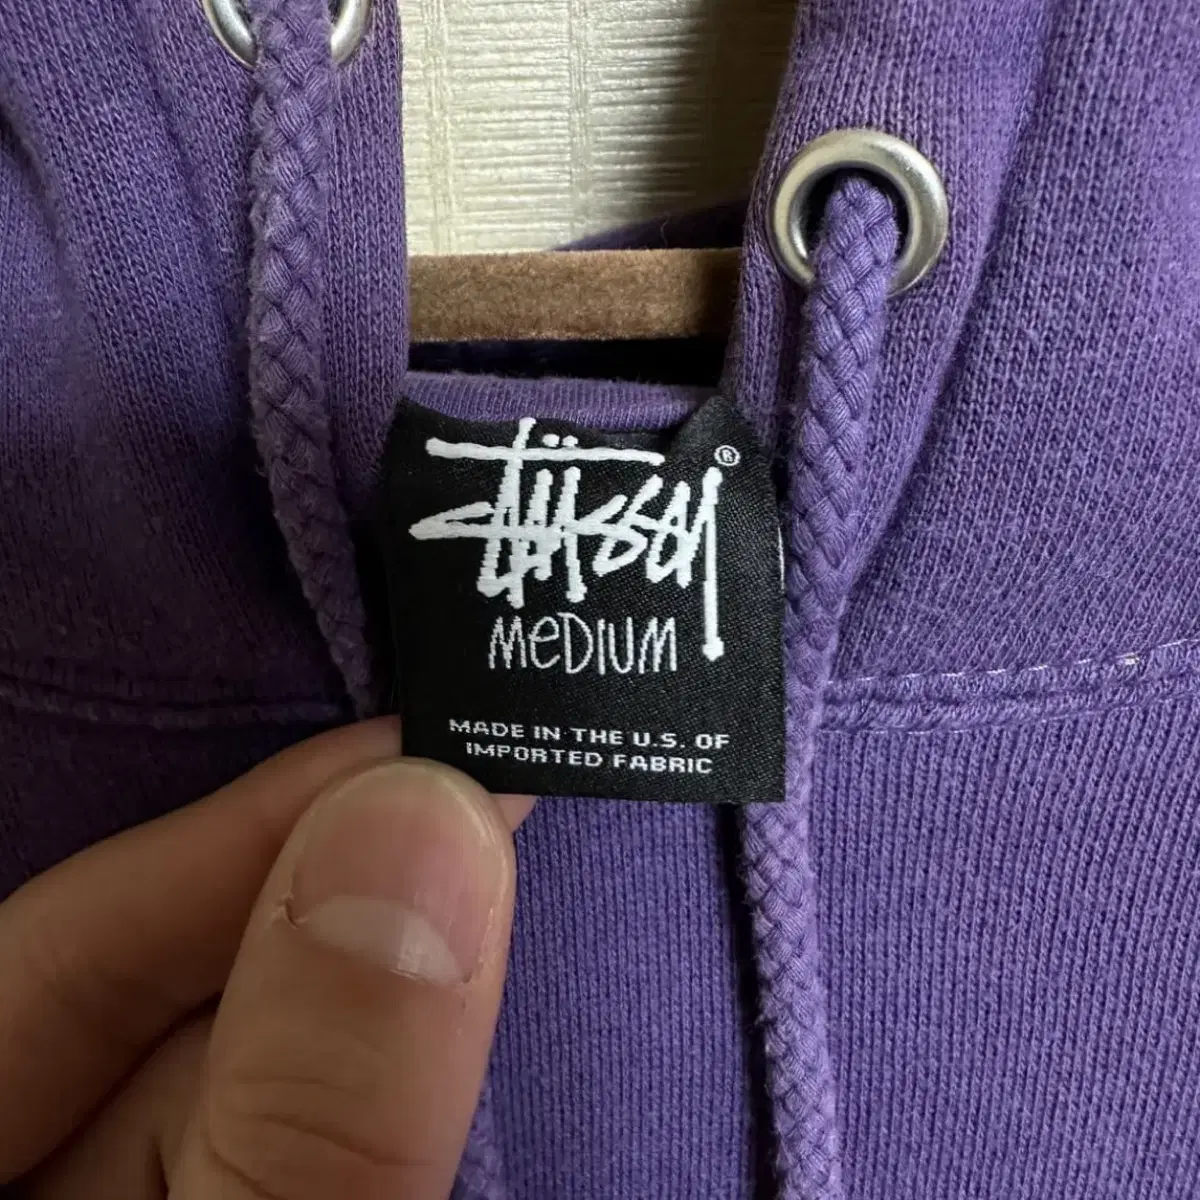 Stüssy ®
MEDIUM
MADE IN THE U.S. OF
IMPORTED FABRIC